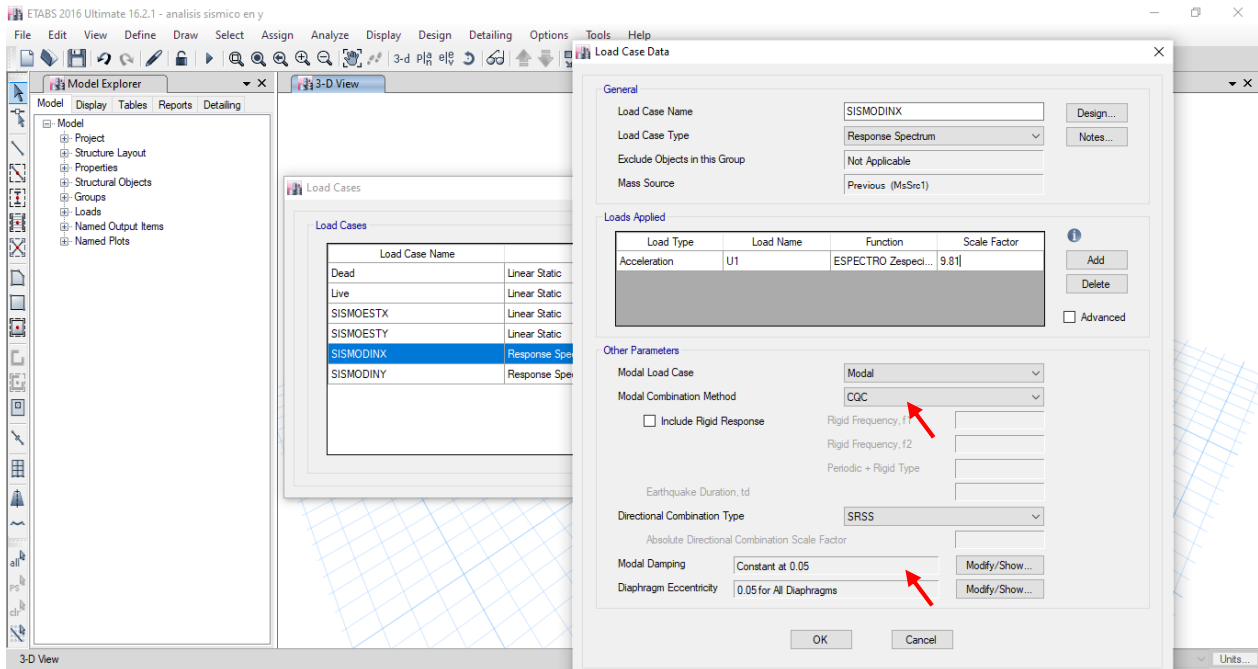 ETABS 2016 Ultimate 16.2.1 - analisis sismico en y
File Edit View Define Draw Select Assign Analyze Display Design Detailing Options Tools Help
3-d
Model Explorer
3-D View
Model Display Tables Reports Detailing
Model
Project
Structure Layout
Properties
Structural Objects
Groups
Loads
Named Output Items
Named Plots
all
ps
clr
Load Cases
Load Cases
Load Case Name
Dead Linear Static
Live Linear Static
SISMOESTX Linear Static
SISMOESTY Linear Static
SISMODINX Response Spe
SISMODINY Response Spe
Load Case Data
General
Load Case Name SISMODINX Design...
Load Case Type Response Spectrum Notes...
Exclude Objects in this Group Not Applicable
Mass Source Previous (MsSrc1)
Loads Applied
Load Type Load Name Function Scale Factor
Acceleration U1 ESPECTRO Zespeci... 9.81
Add
Delete
Advanced
Other Parameters
Modal Load Case Modal
Modal Combination Method CQC
Include Rigid Response Rigid Frequency, f1
Rigid Frequency, f2
Periodic + Rigid Type
Earthquake Duration, td
Directional Combination Type SRSS
Absolute Directional Combination Scale Factor
Modal Damping Constant at 0.05 Modify/Show...
Diaphragm Eccentricity 0.05 for All Diaphragms Modify/Show...
OK Cancel
3-D View Units...